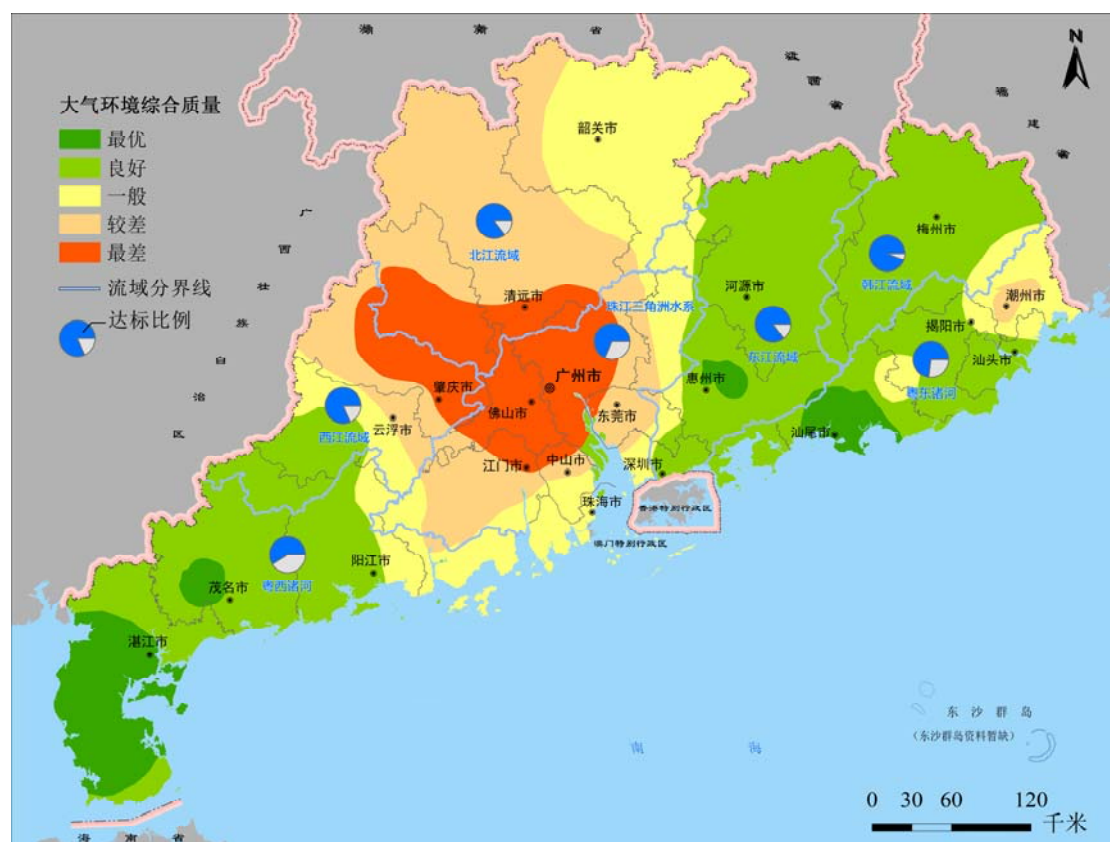 湖南省
江西省
福建省
N
大气环境综合质量
最优
良好
一般
较差
最差
流域分界线
达标比例
广西壮族自治区
韶关市
北江流域
梅州市
韩江流域
清远市
珠江三角洲水系
河源市
潮州市
揭阳市
东江流域
汕头市
粤东诸河
广州市
惠州市
肇庆市
佛山市
东莞市
西江流域
云浮市
汕尾市
江门市
中山市
深圳市
珠海市
香港特别行政区
澳门特别行政区
阳江市
粤西诸河
茂名市
湛江市
东沙群岛
(东沙群岛资料暂缺)
南海
0 30 60 120
千米
海南省